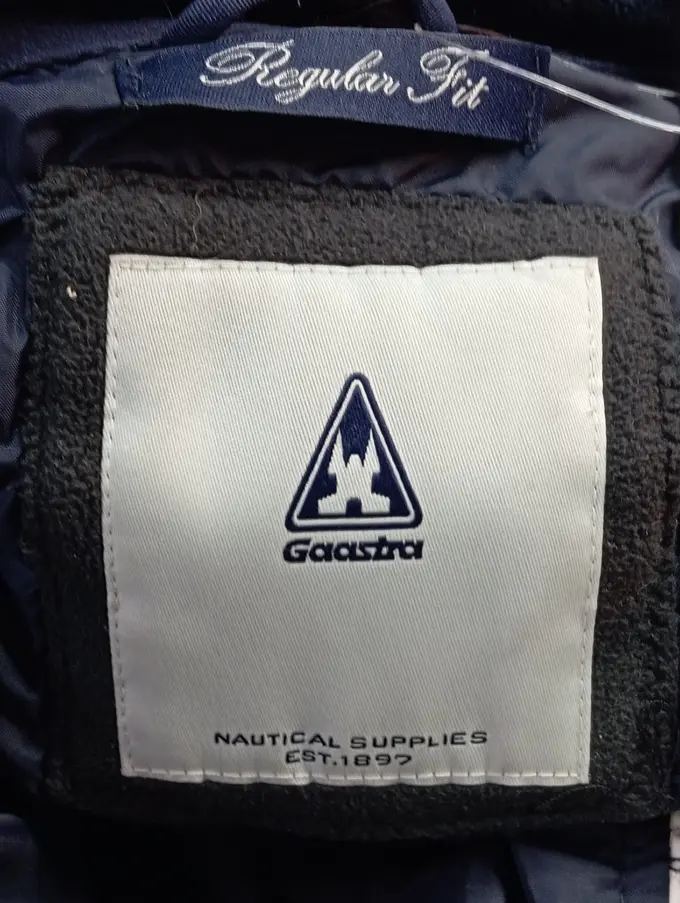 Regular Fit
Gaastra
NAUTICAL SUPPLIES
EST.1897